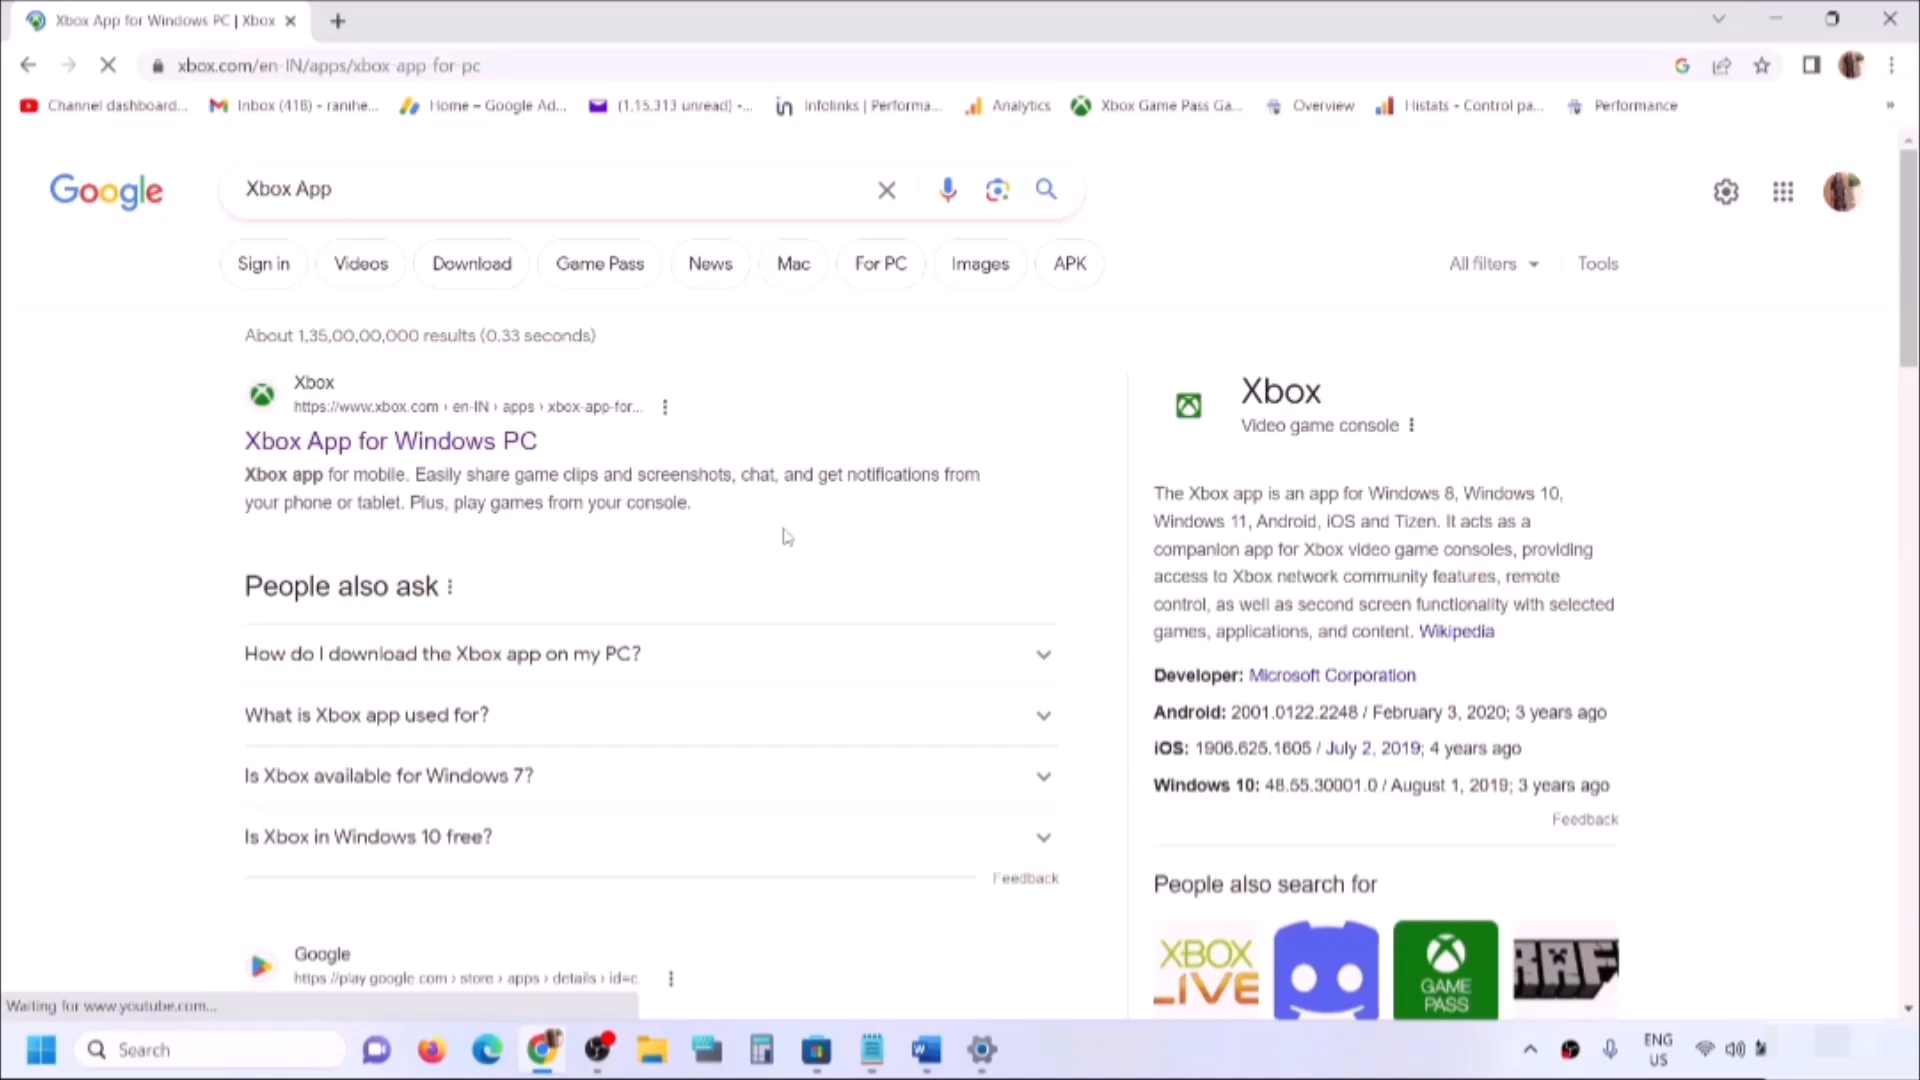 Xbox App for Windows PC | Xbox
xbox.com/en-IN/apps/xbox-app-for-pc
Channel dashboard...
Inbox (418) - ranihe...
Home – Google Ad...
(1,15,313 unread) -...
Infolinks | Performa...
Analytics
Xbox Game Pass Ga...
Overview
Histats - Control pa...
Performance
»
Google
Xbox App
Sign in
Videos
Download
Game Pass
News
Mac
For PC
Images
APK
All filters
Tools
About 1,35,00,00,000 results (0.33 seconds)
Xbox
https://www.xbox.com › en-IN › apps › xbox-app-for...
Xbox App for Windows PC
Xbox app for mobile. Easily share game clips and screenshots, chat, and get notifications from
your phone or tablet. Plus, play games from your console.
People also ask
How do I download the Xbox app on my PC?
What is Xbox app used for?
Is Xbox available for Windows 7?
Is Xbox in Windows 10 free?
Feedback
Google
https://play.google.com › store › apps › details › id=c...
Xbox
Video game console
The Xbox app is an app for Windows 8, Windows 10,
Windows 11, Android, iOS and Tizen. It acts as a
companion app for Xbox video game consoles, providing
access to Xbox network community features, remote
control, as well as second screen functionality with selected
games, applications, and content. Wikipedia
Developer: Microsoft Corporation
Android: 2001.0122.2248 / February 3, 2020; 3 years ago
iOS: 1906.625.1605 / July 2, 2019; 4 years ago
Windows 10: 48.55.30001.0 / August 1, 2019; 3 years ago
Feedback
People also search for
XBOX
LIVE
GAME
PASS
Waiting for www.youtube.com...
Search
ENG
US